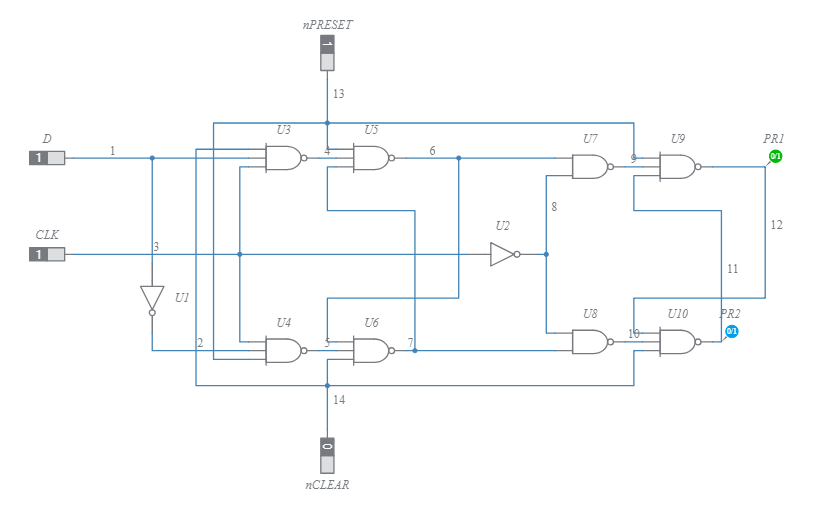 nPRESET
1
13
U3
U5
U7
U9
PR1
D
1
1
4
6
9
0/1
8
12
CLK
1
3
U2
11
U1
U4
U6
U8
U10
PR2
2
5
7
10
0/1
14
0
nCLEAR